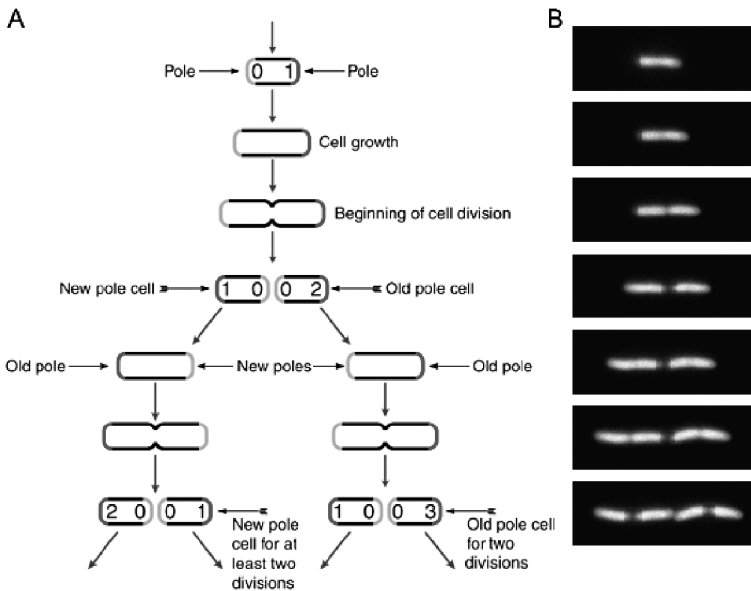 A
B
Pole
0 1
Pole
Cell growth
Beginning of cell division
New pole cell
1 0
0 2
Old pole cell
Old pole
New poles
Old pole
2 0
0 1
1 0
0 3
New pole
cell for at
least two
divisions
Old pole cell
for two
divisions